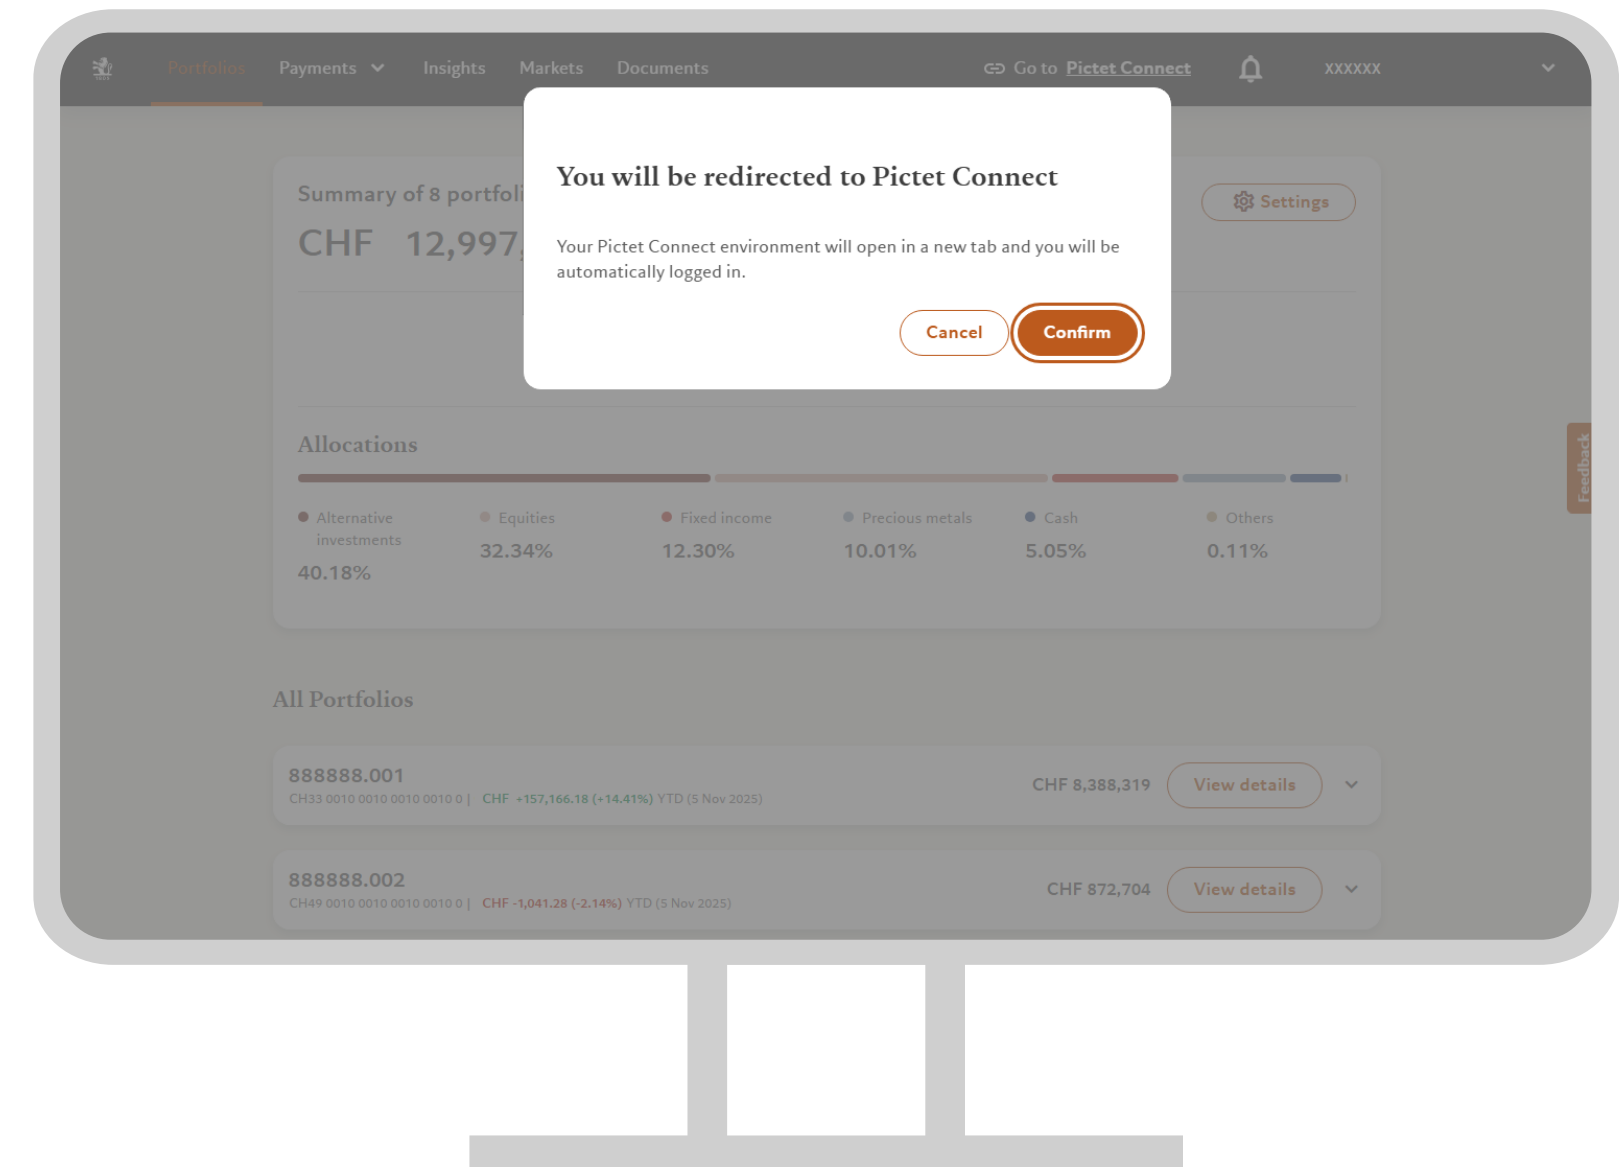 Portfolios Payments Insights Markets Documents Go to Pictet Connect XXXXXX
You will be redirected to Pictet Connect
Your Pictet Connect environment will open in a new tab and you will be
automatically logged in.
Cancel Confirm
Summary of 8 Settings
CHF 12,997,
Allocations
Alternative
investments
40.18%
Equities
32.34%
Fixed income
12.30%
Precious metals
10.01%
Cash
5.05%
Others
0.11%
Feedback
All Portfolios
888888.001
CH33 0010 0010 0010 0010 0 | CHF +157,166.18 (+14.41%) YTD (5 Nov 2025)
CHF 8,388,319 View details
888888.002
CH49 0010 0010 0010 0010 0 | CHF -1,041.28 (-2.14%) YTD (5 Nov 2025)
CHF 872,704 View details